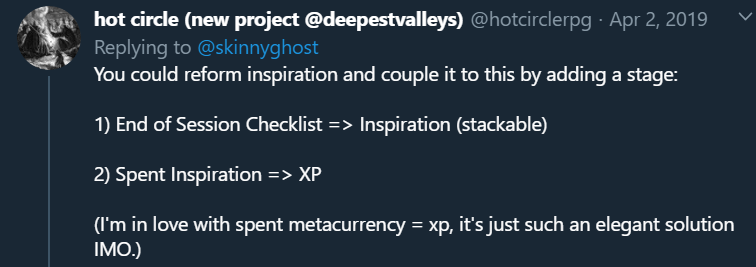 hot circle (new project @deepestvalleys) @hotcirclerpg · Apr 2, 2019
Replying to @skinnyghost
You could reform inspiration and couple it to this by adding a stage:
1) End of Session Checklist => Inspiration (stackable)
2) Spent Inspiration => XP
(I'm in love with spent metacurrency = xp, it's just such an elegant solution
IMO.)